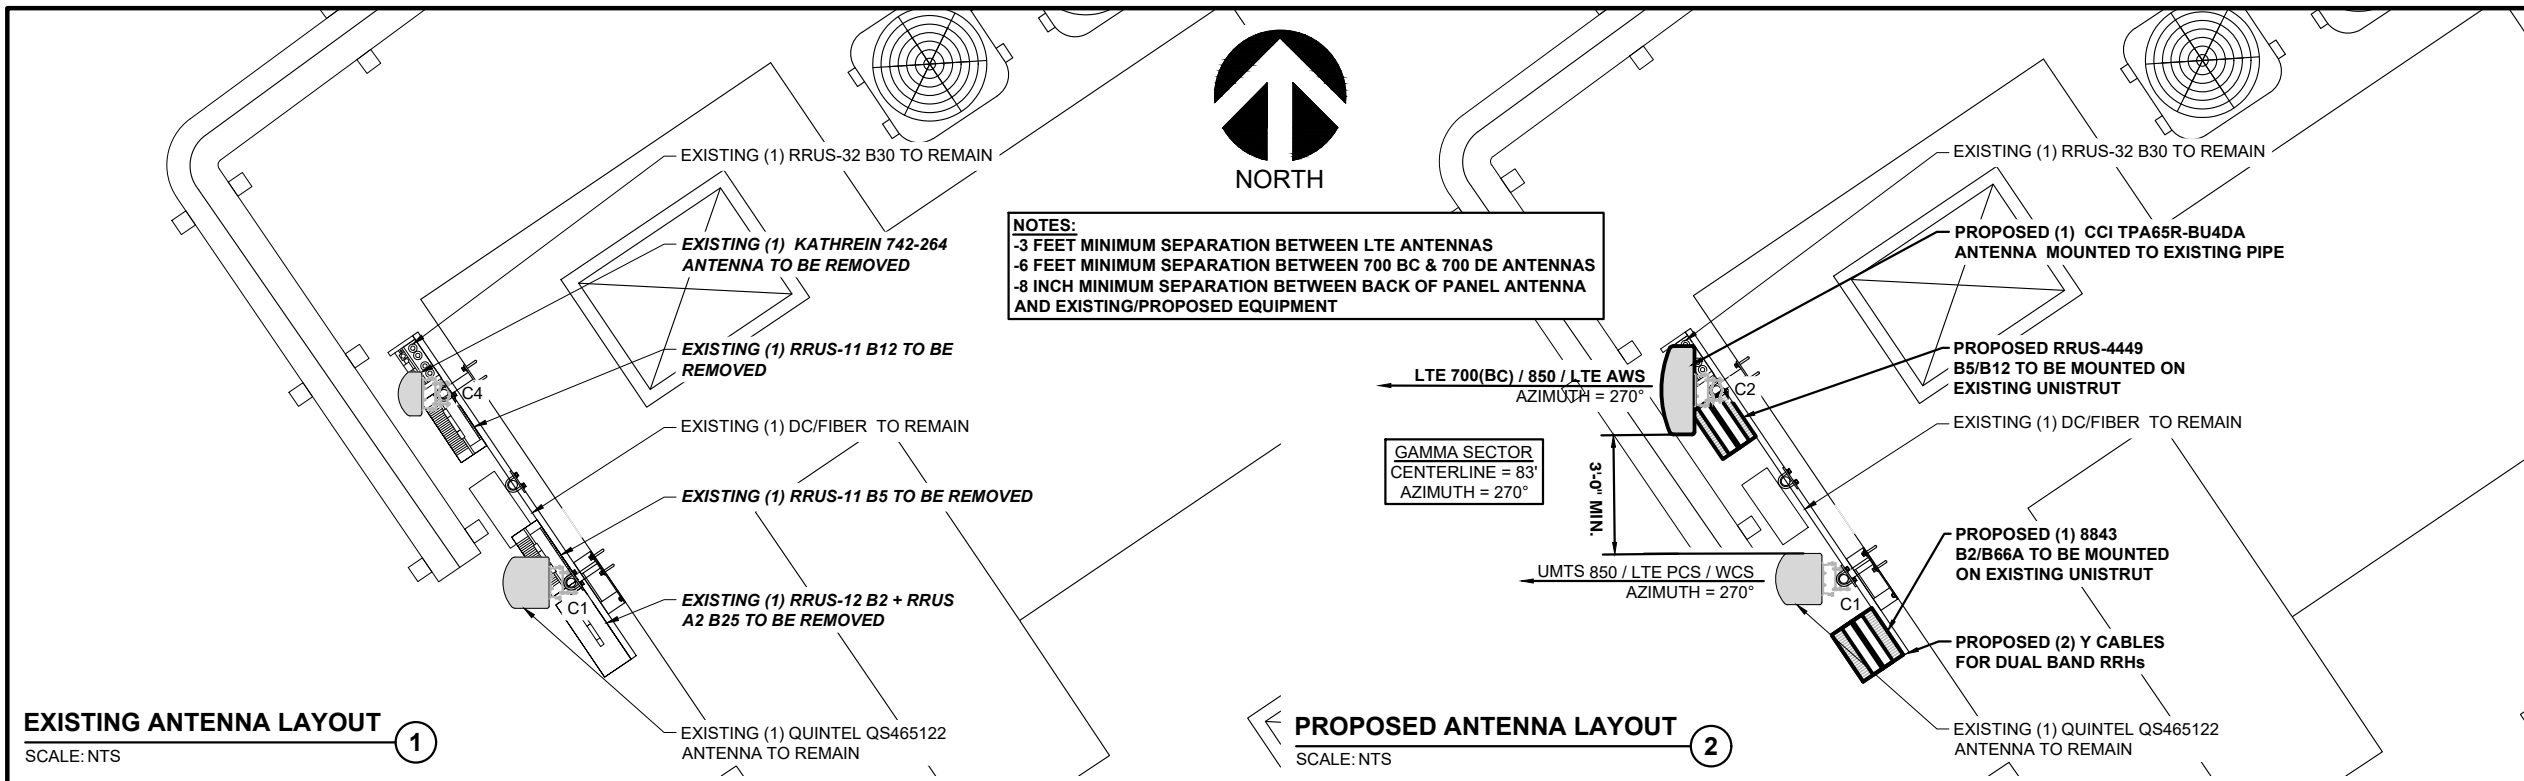 EXISTING (1) RRUS-32 B30 TO REMAIN
EXISTING (1) KATHREIN 742-264
ANTENNA TO BE REMOVED
EXISTING (1) RRUS-11 B12 TO BE
REMOVED
C4
EXISTING (1) DC/FIBER TO REMAIN
EXISTING (1) RRUS-11 B5 TO BE REMOVED
C1
EXISTING (1) RRUS-12 B2 + RRUS
A2 B25 TO BE REMOVED
EXISTING (1) QUINTEL QS465122
ANTENNA TO REMAIN
EXISTING ANTENNA LAYOUT
1
SCALE: NTS
NORTH
NOTES:
-3 FEET MINIMUM SEPARATION BETWEEN LTE ANTENNAS
-6 FEET MINIMUM SEPARATION BETWEEN 700 BC & 700 DE ANTENNAS
-8 INCH MINIMUM SEPARATION BETWEEN BACK OF PANEL ANTENNA
AND EXISTING/PROPOSED EQUIPMENT
EXISTING (1) RRUS-32 B30 TO REMAIN
PROPOSED (1) CCI TPA65R-BU4DA
ANTENNA MOUNTED TO EXISTING PIPE
PROPOSED RRUS-4449
B5/B12 TO BE MOUNTED ON
EXISTING UNISTRUT
LTE 700(BC) / 850 / LTE AWS
AZIMUTH = 270°
C2
EXISTING (1) DC/FIBER TO REMAIN
GAMMA SECTOR
CENTERLINE = 83'
AZIMUTH = 270°
3'-0" MIN.
PROPOSED (1) 8843
B2/B66A TO BE MOUNTED
ON EXISTING UNISTRUT
UMTS 850 / LTE PCS / WCS
AZIMUTH = 270°
C1
PROPOSED (2) Y CABLES
FOR DUAL BAND RRHs
EXISTING (1) QUINTEL QS465122
ANTENNA TO REMAIN
PROPOSED ANTENNA LAYOUT
2
SCALE: NTS